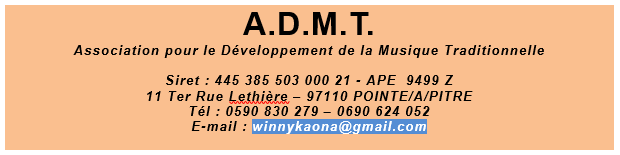 A.D.M.T.
Association pour le Développement de la Musique Traditionnelle
Siret : 445 385 503 000 21 - APE  9499 Z
11 Ter Rue Lethière – 97110 POINTE/A/PITRE
Tél : 0590 830 279 – 0690 624 052
E-mail : winnykaona@gmail.com